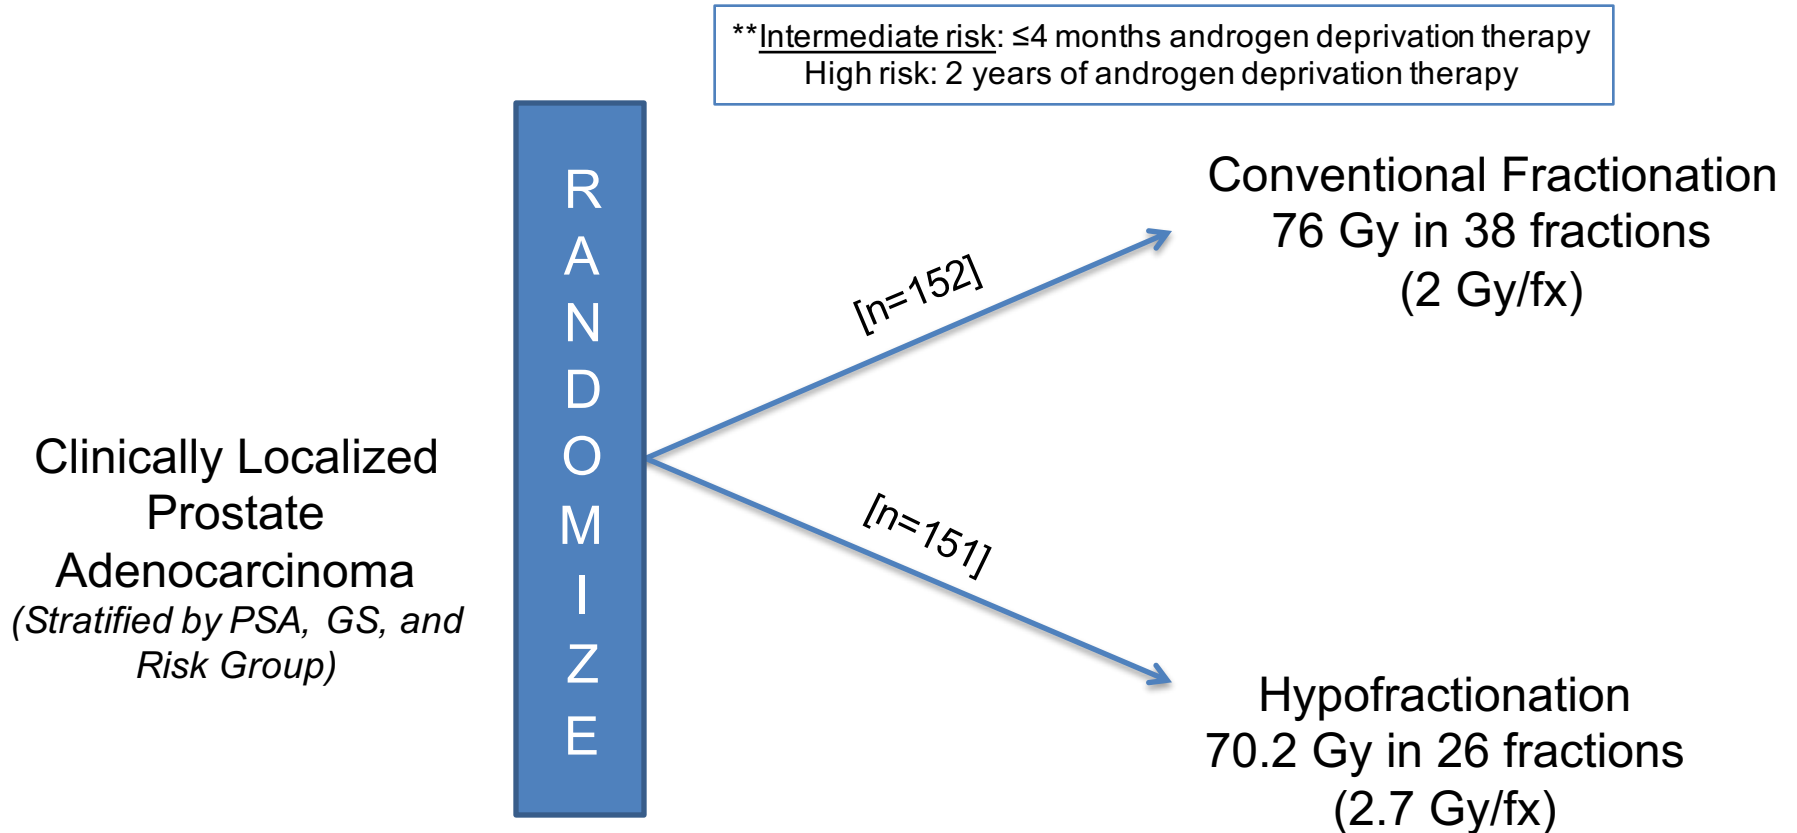 **Intermediate risk: ≤4 months androgen deprivation therapy
High risk: 2 years of androgen deprivation therapy
Clinically Localized
Prostate
Adenocarcinoma
(Stratified by PSA, GS, and
Risk Group)
R
A
N
D
O
M
I
Z
E
[n=152]
Conventional Fractionation
76 Gy in 38 fractions
(2 Gy/fx)
[n=151]
Hypofractionation
70.2 Gy in 26 fractions
(2.7 Gy/fx)